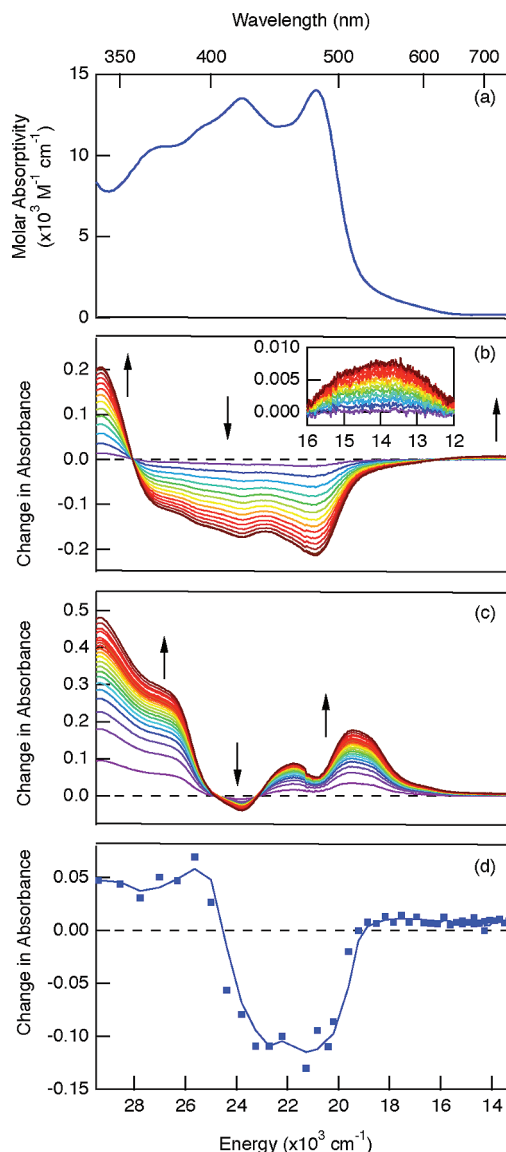 Wavelength (nm)
350 400 500 600 700
(a)
15
10
5
0
Molar Absorptivity
(x10³ M⁻¹ cm⁻¹)
(b)
0.2
0.1
0.0
-0.1
-0.2
Change in Absorbance
0.010
0.005
0.000
16 15 14 13 12
(c)
0.5
0.4
0.3
0.2
0.1
0.0
Change in Absorbance
(d)
0.05
0.00
-0.05
-0.10
-0.15
Change in Absorbance
28 26 24 22 20 18 16 14
Energy (x10³ cm⁻¹)